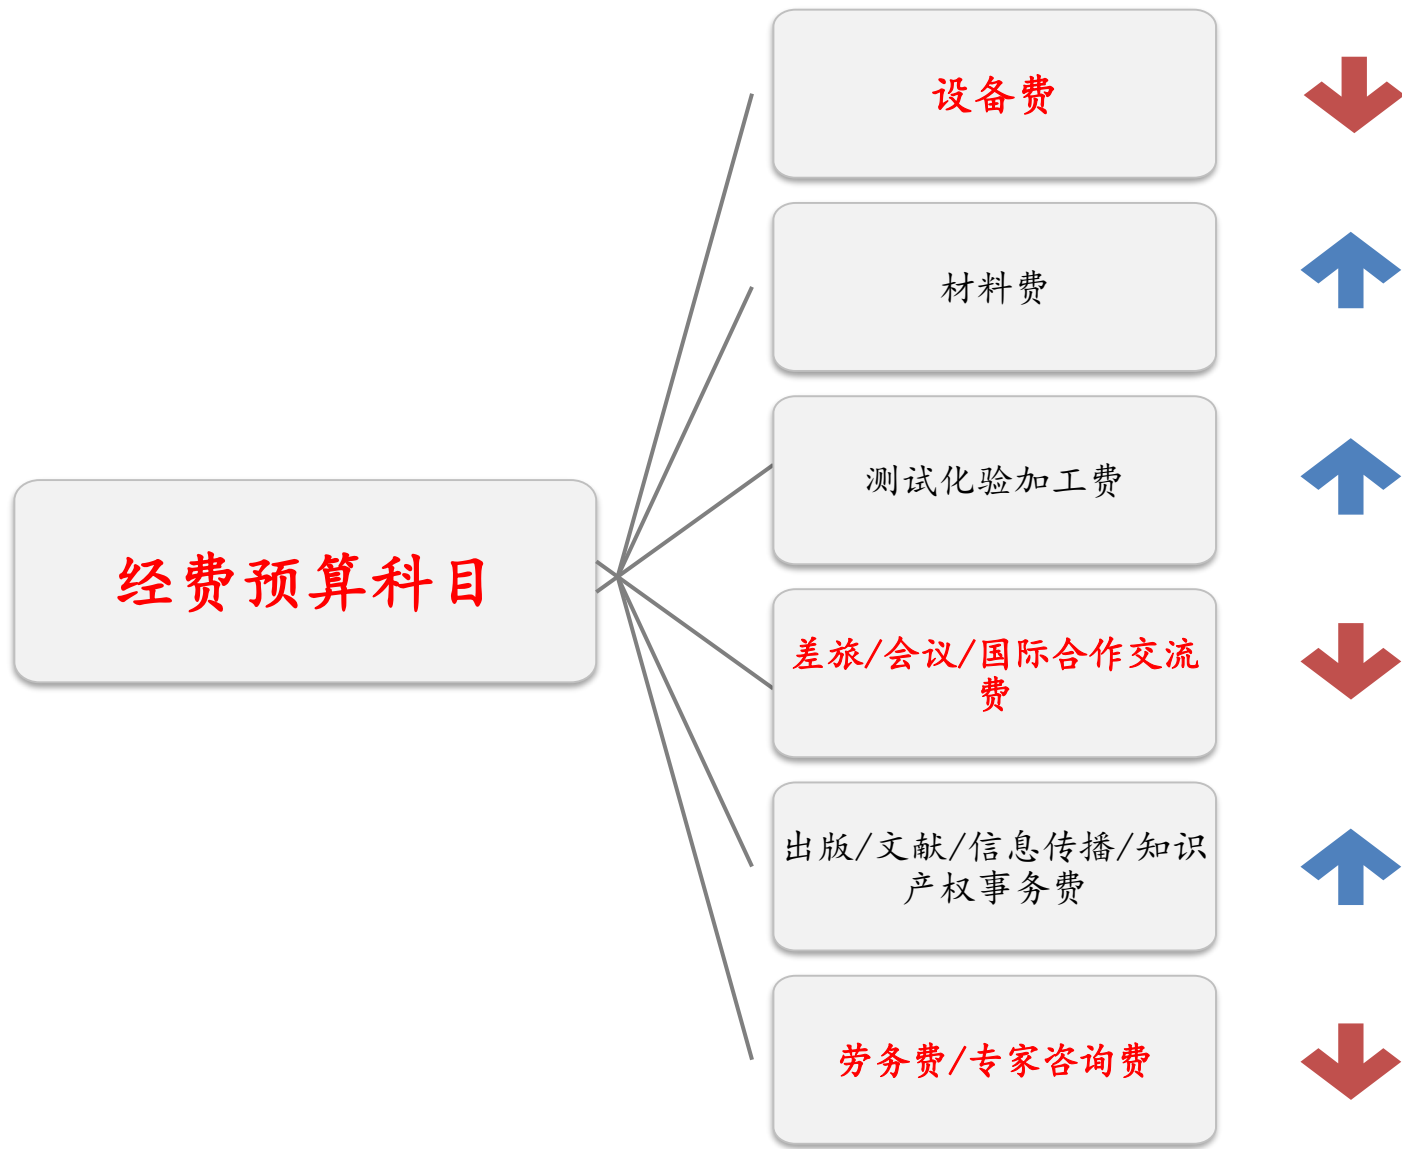 设备费
材料费
测试化验加工费
经费预算科目
差旅/会议/国际合作交流
费
出版/文献/信息传播/知识
产权事务费
劳务费/专家咨询费